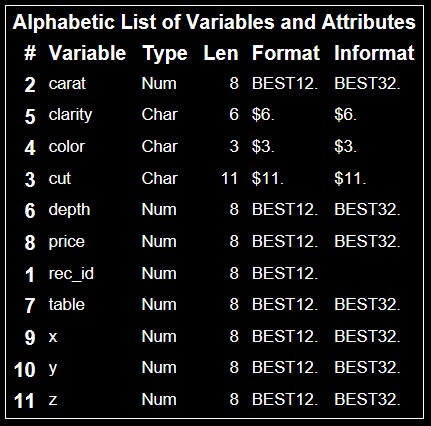 Alphabetic List of Variables and Attributes
# Variable Type Len Format Informat
2 carat Num 8 BEST12. BEST32.
5 clarity Char 6 $6. $6.
4 color Char 3 $3. $3.
3 cut Char 11 $11. $11.
6 depth Num 8 BEST12. BEST32.
8 price Num 8 BEST12. BEST32.
1 rec_id Num 8 BEST12.
7 table Num 8 BEST12. BEST32.
9 x Num 8 BEST12. BEST32.
10 y Num 8 BEST12. BEST32.
11 z Num 8 BEST12. BEST32.